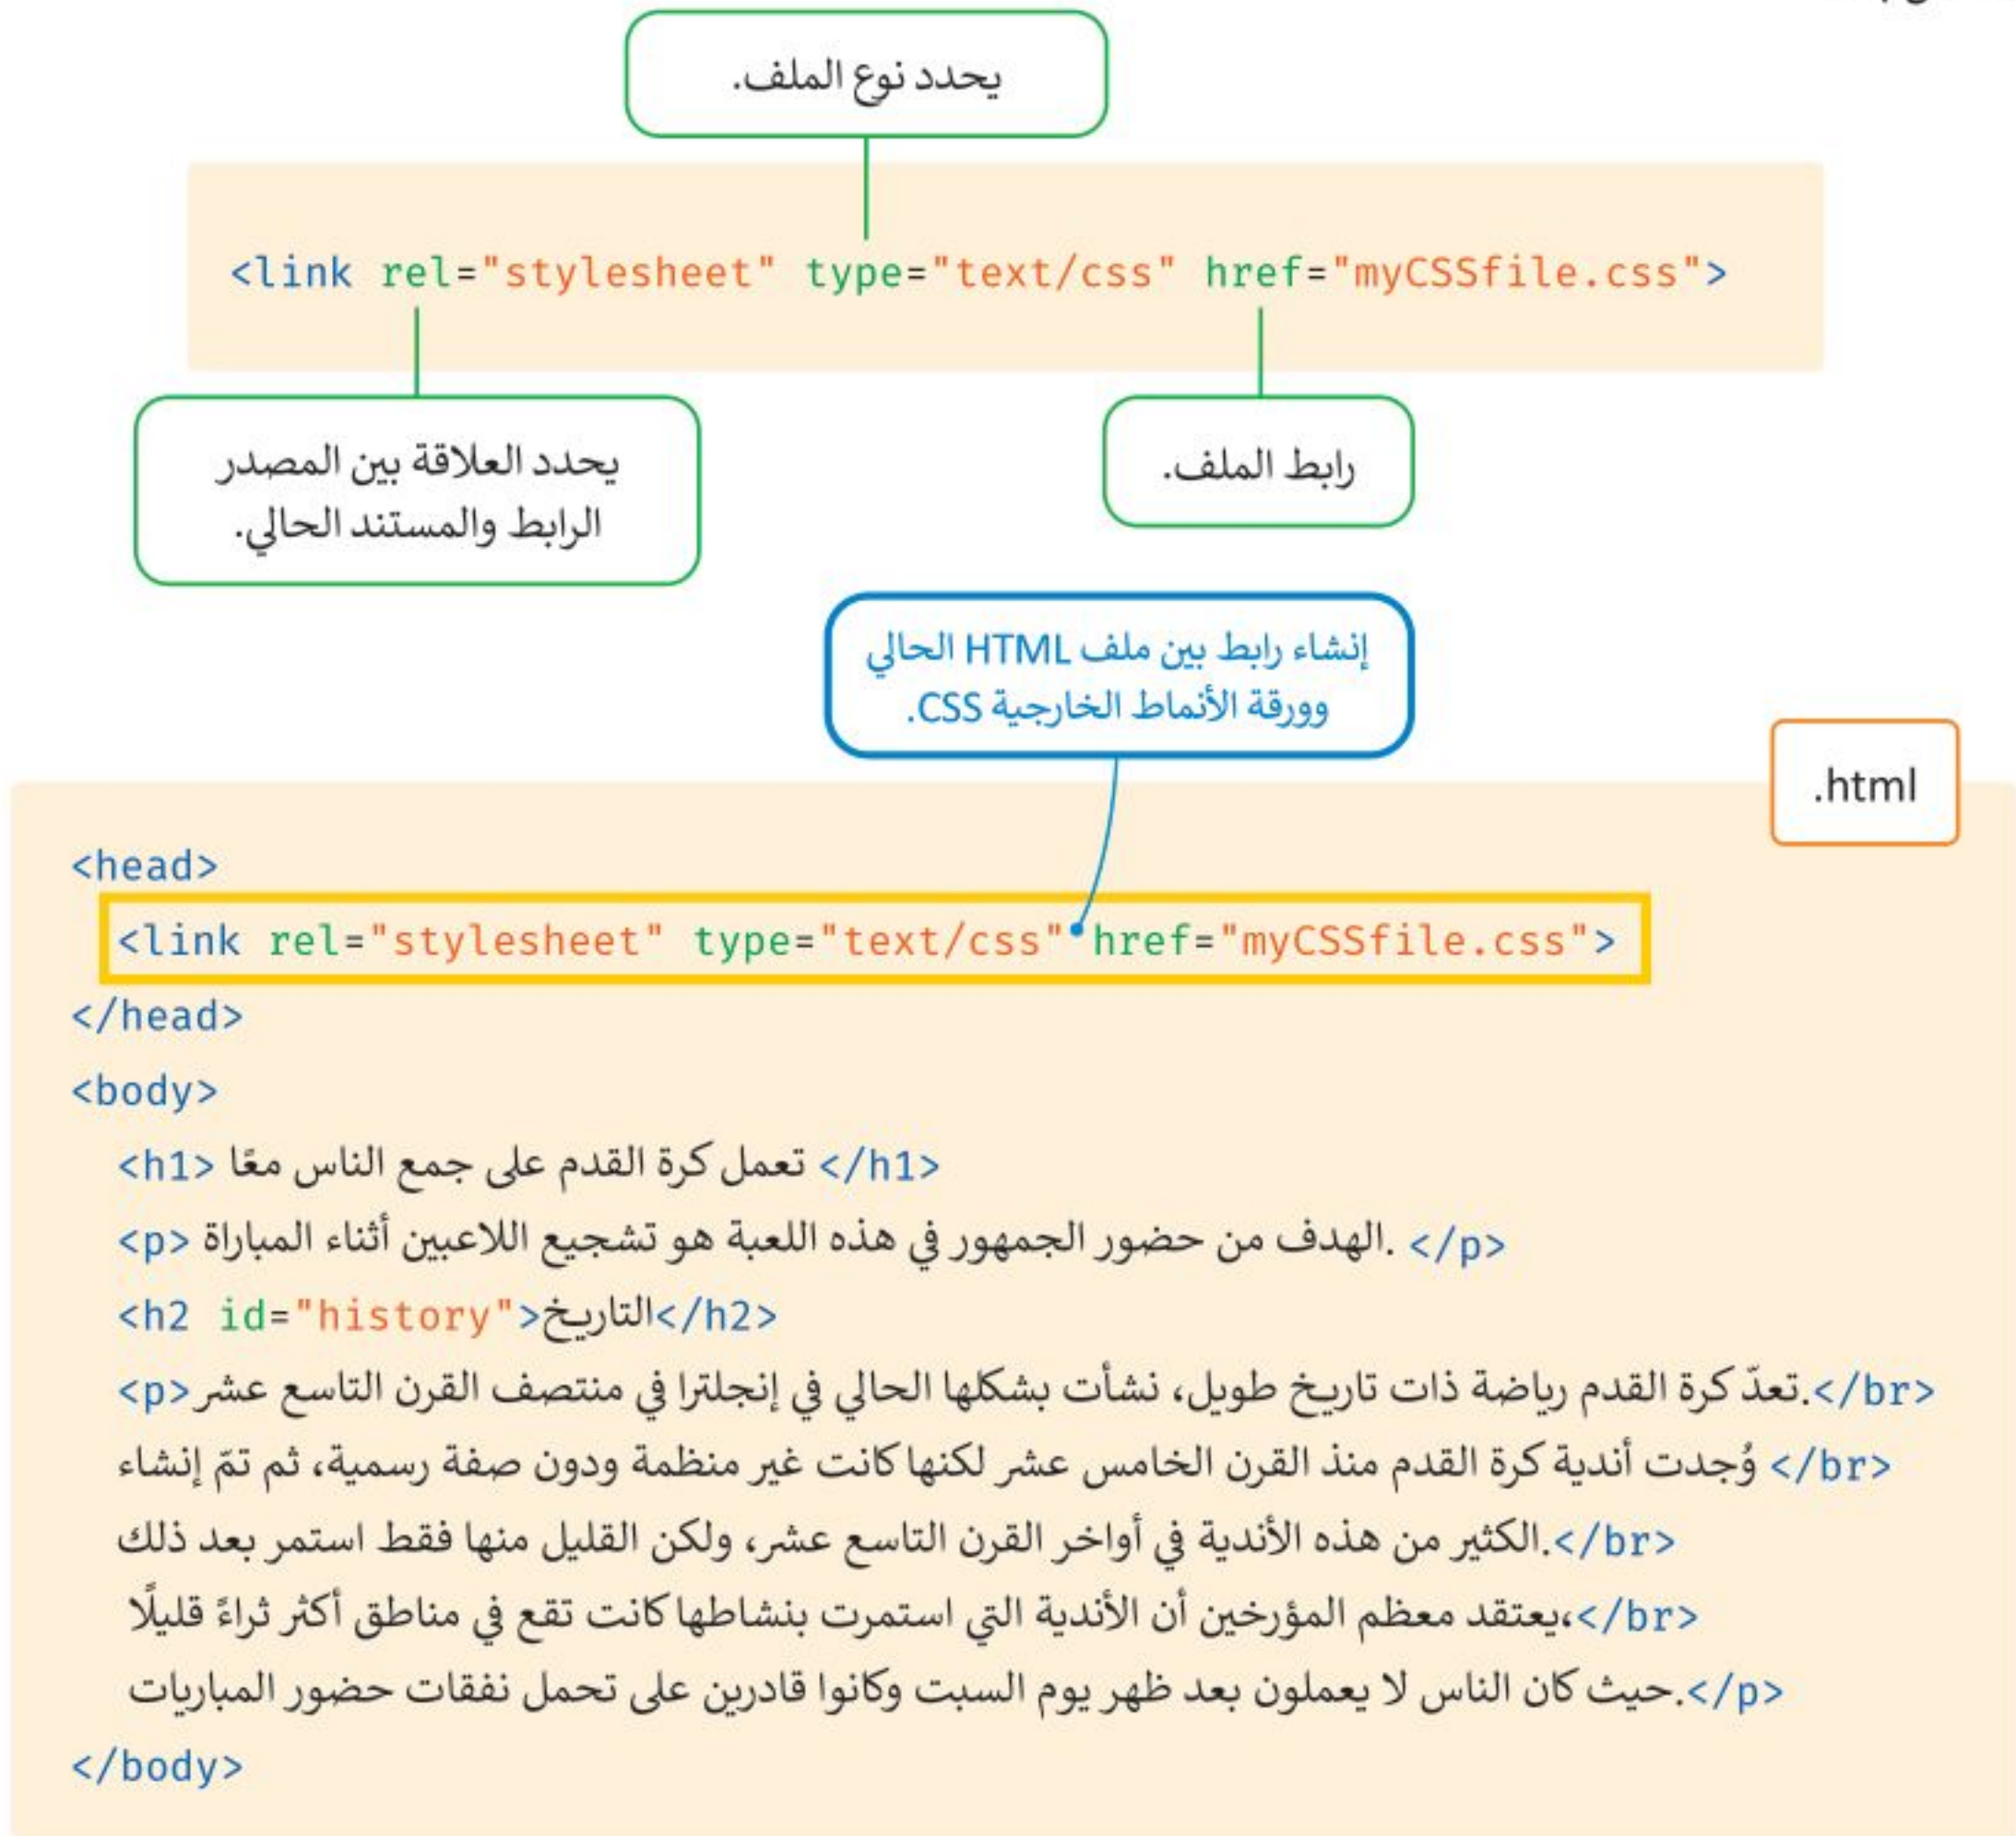 يحدد نوع الملف.
<link rel="stylesheet" type="text/css" href="myCSSfile.css">
يحدد العلاقة بين المصدر
الرابط والمستند الحالي.
رابط الملف.
إنشاء رابط بين ملف HTML الحالي
وورقة الأنماط الخارجية CSS.
.html
<head>
<link rel="stylesheet" type="text/css" href="myCSSfile.css">
</head>
<body>
<h1> تعمل كرة القدم على جمع الناس معًا </h1>
<p> الهدف من حضور الجمهور في هذه اللعبة هو تشجيع اللاعبين أثناء المباراة. </p>
<h2 id="history">التاريخ</h2>
<p>تعدّ كرة القدم رياضة ذات تاريخ طويل، نشأت بشكلها الحالي في إنجلترا في منتصف القرن التاسع عشر.</br>
وُجدت أندية كرة القدم منذ القرن الخامس عشر لكنها كانت غير منظمة ودون صفة رسمية، ثم تمّ إنشاء </br>
الكثير من هذه الأندية في أواخر القرن التاسع عشر، ولكن القليل منها فقط استمر بعد ذلك.</br>
يعتقد معظم المؤرخين أن الأندية التي استمرت بنشاطها كانت تقع في مناطق أكثر ثراءً قليلًا،</br>
حيث كان الناس لا يعملون بعد ظهر يوم السبت وكانوا قادرين على تحمل نفقات حضور المباريات.</p>
</body>